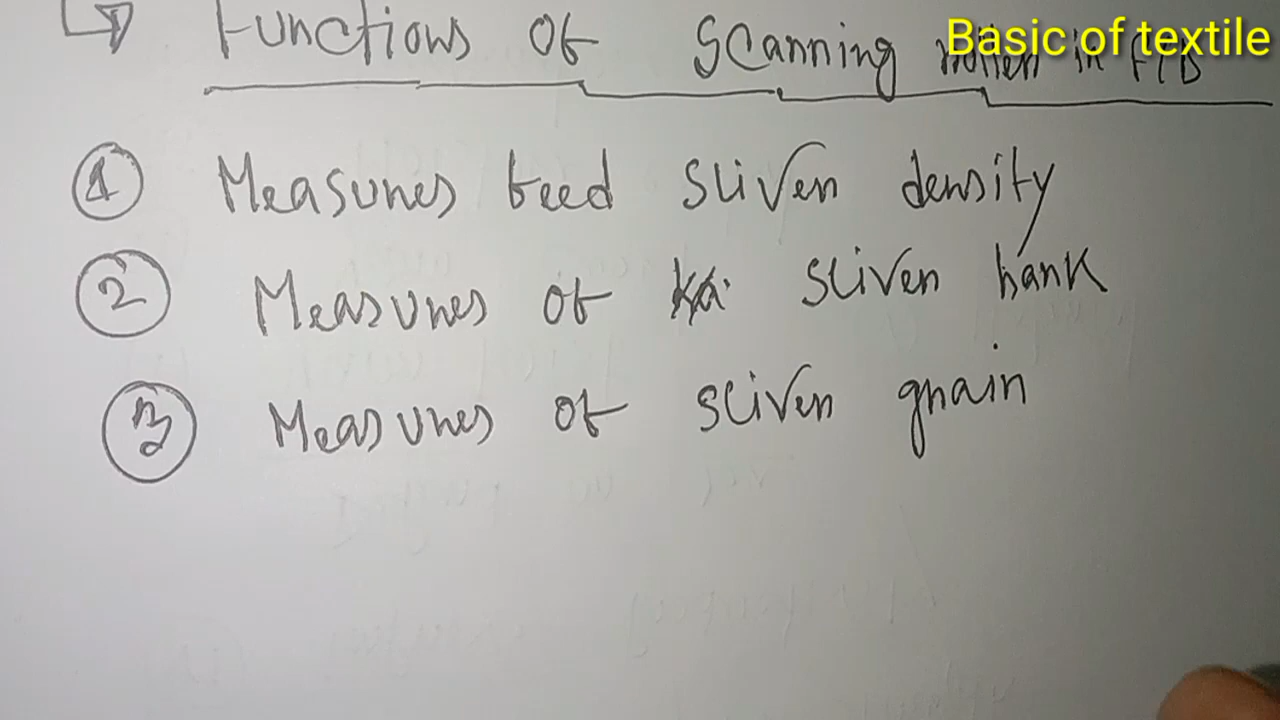 Functions of Scanning
Basic of textile
① Measures feed sliver density
② Measures of sliver hank
③ Measures of sliver grain